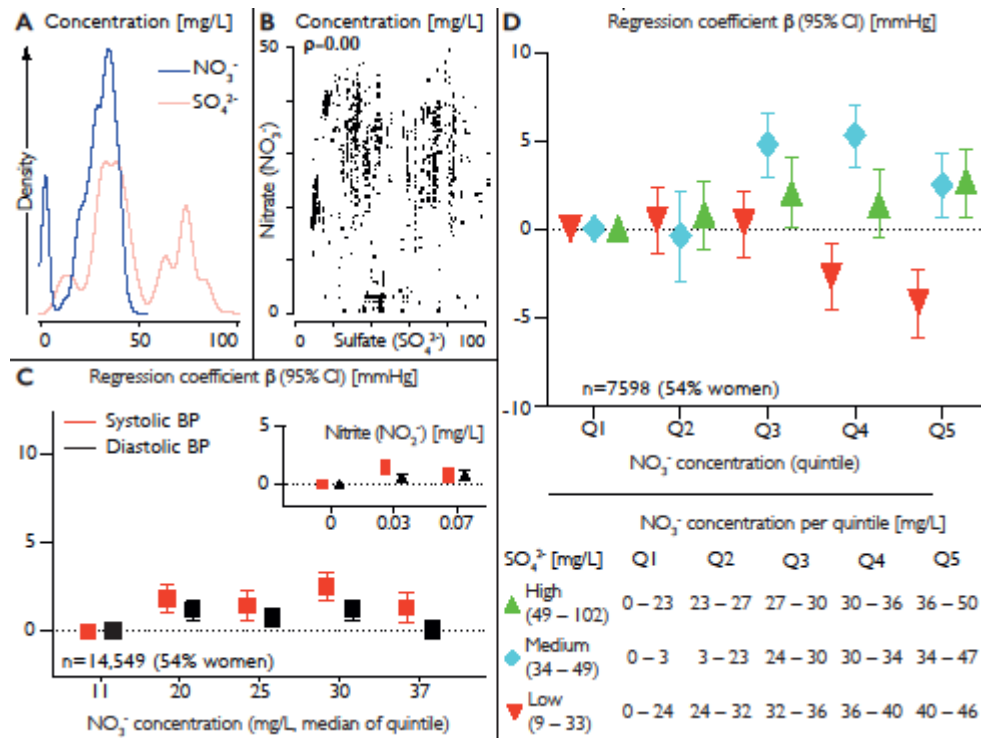 A Concentration [mg/L]
NO₃⁻
SO₄²⁻
Density
0 50 100
B Concentration [mg/L]
ρ=0.00
50
Nitrate (NO₃⁻)
0
0 Sulfate (SO₄²⁻) 100
C Regression coefficient β (95% CI) [mmHg]
Systolic BP
Diastolic BP
10
5
0
Nitrite (NO₂⁻) [mg/L]
5
0
0 0.03 0.07
n=14,549 (54% women)
11 20 25 30 37
NO₃⁻ concentration (mg/L, median of quintile)
D Regression coefficient β (95% CI) [mmHg]
10
5
0
-5
-10
n=7598 (54% women)
Q1 Q2 Q3 Q4 Q5
NO₃⁻ concentration (quintile)
NO₃⁻ concentration per quintile [mg/L]
SO₄²⁻ [mg/L] Q1 Q2 Q3 Q4 Q5
High
(49 – 102) 0 – 23 23 – 27 27 – 30 30 – 36 36 – 50
Medium
(34 – 49) 0 – 3 3 – 23 24 – 30 30 – 34 34 – 47
Low
(9 – 33) 0 – 24 24 – 32 32 – 36 36 – 40 40 – 46